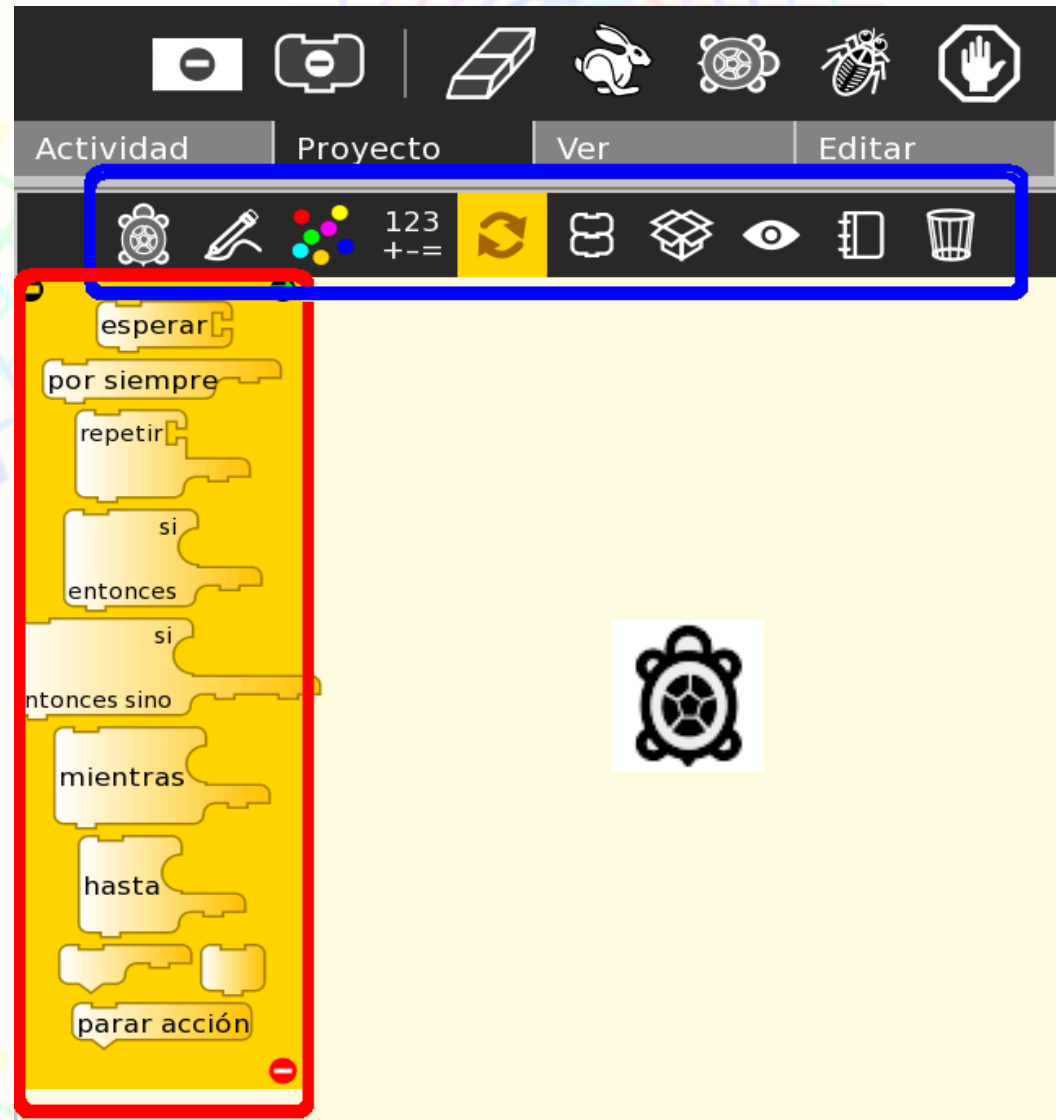 Actividad Proyecto Ver Editar
123
+-=
esperar
por siempre
repetir
si
entonces
si
ntonces sino
mientras
hasta
parar acción